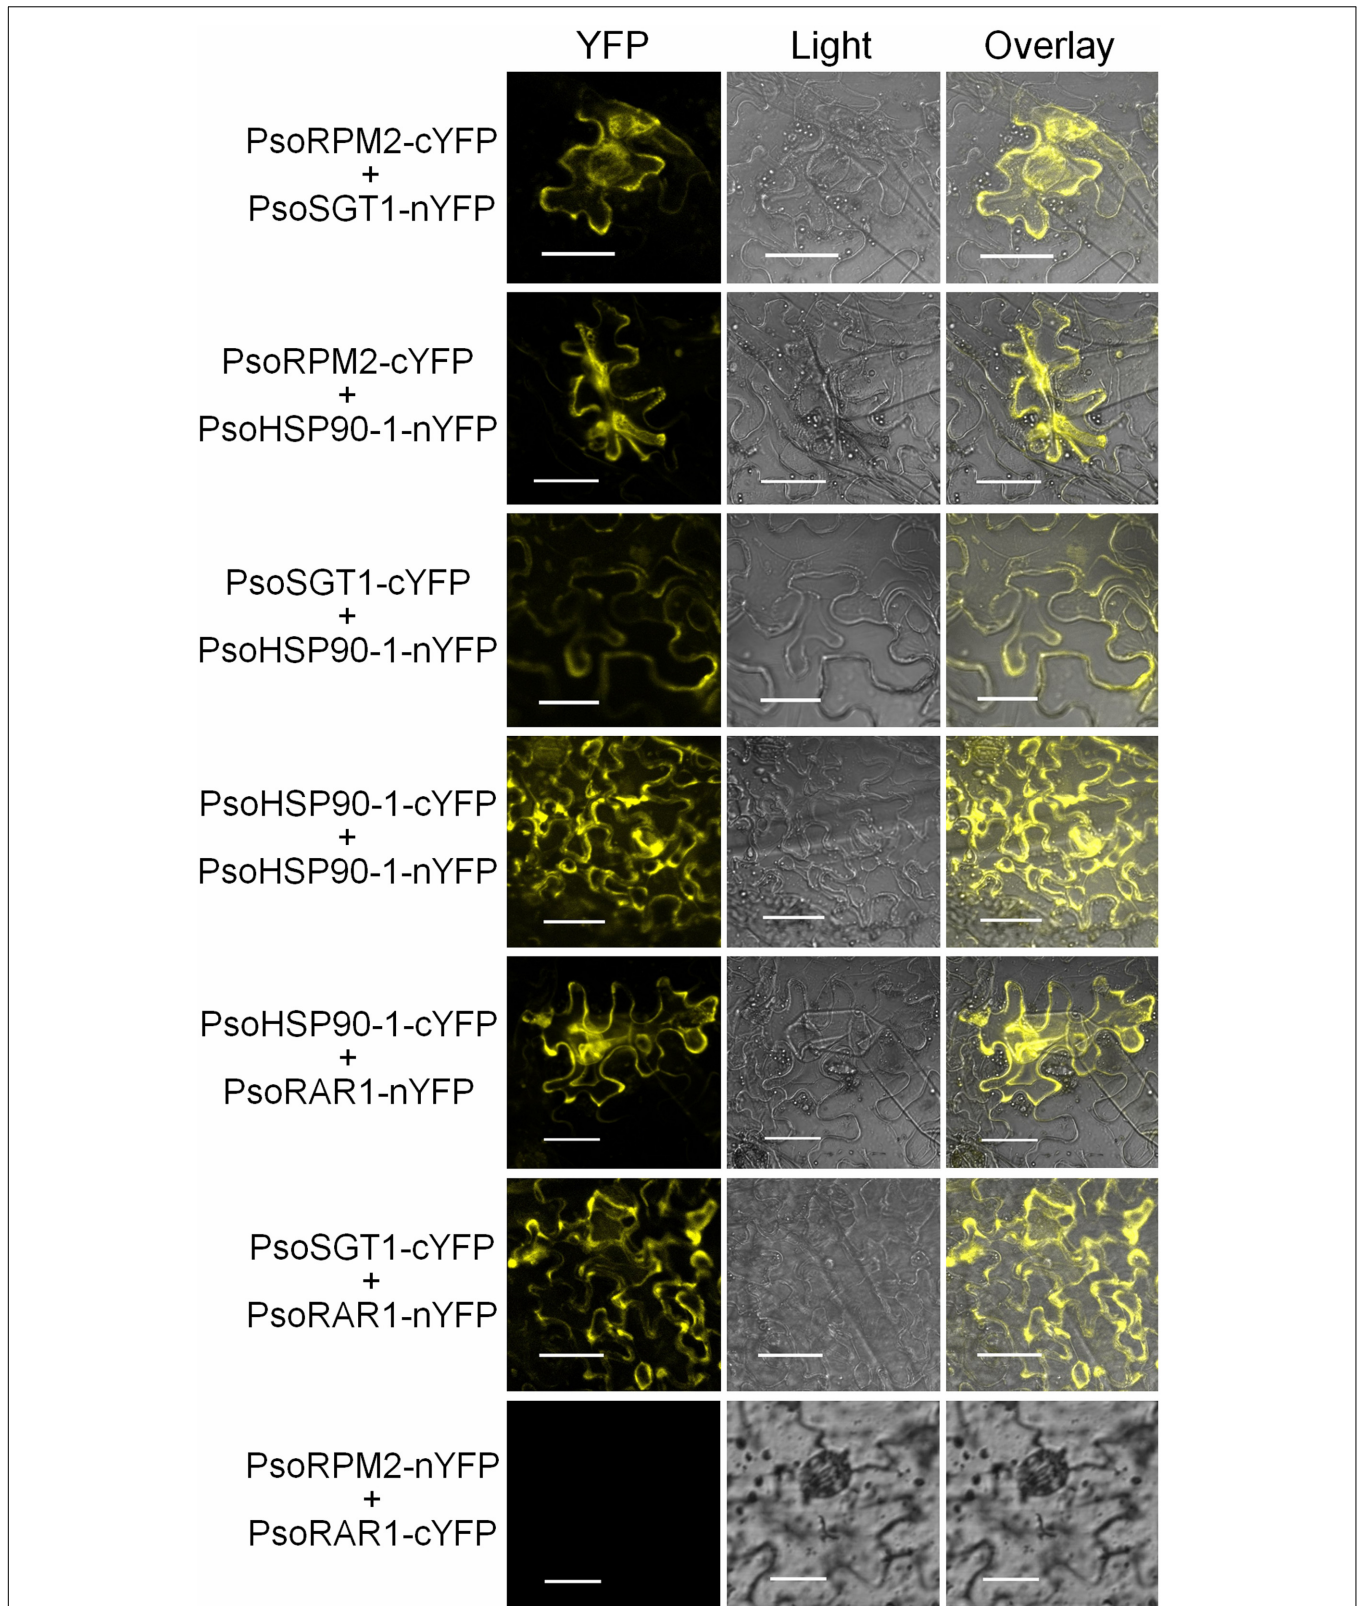 YFP Light Overlay
PsoRPM2-cYFP
+
PsoSGT1-nYFP
PsoRPM2-cYFP
+
PsoHSP90-1-nYFP
PsoSGT1-cYFP
+
PsoHSP90-1-nYFP
PsoHSP90-1-cYFP
+
PsoHSP90-1-nYFP
PsoHSP90-1-cYFP
+
PsoRAR1-nYFP
PsoSGT1-cYFP
+
PsoRAR1-nYFP
PsoRPM2-nYFP
+
PsoRAR1-cYFP